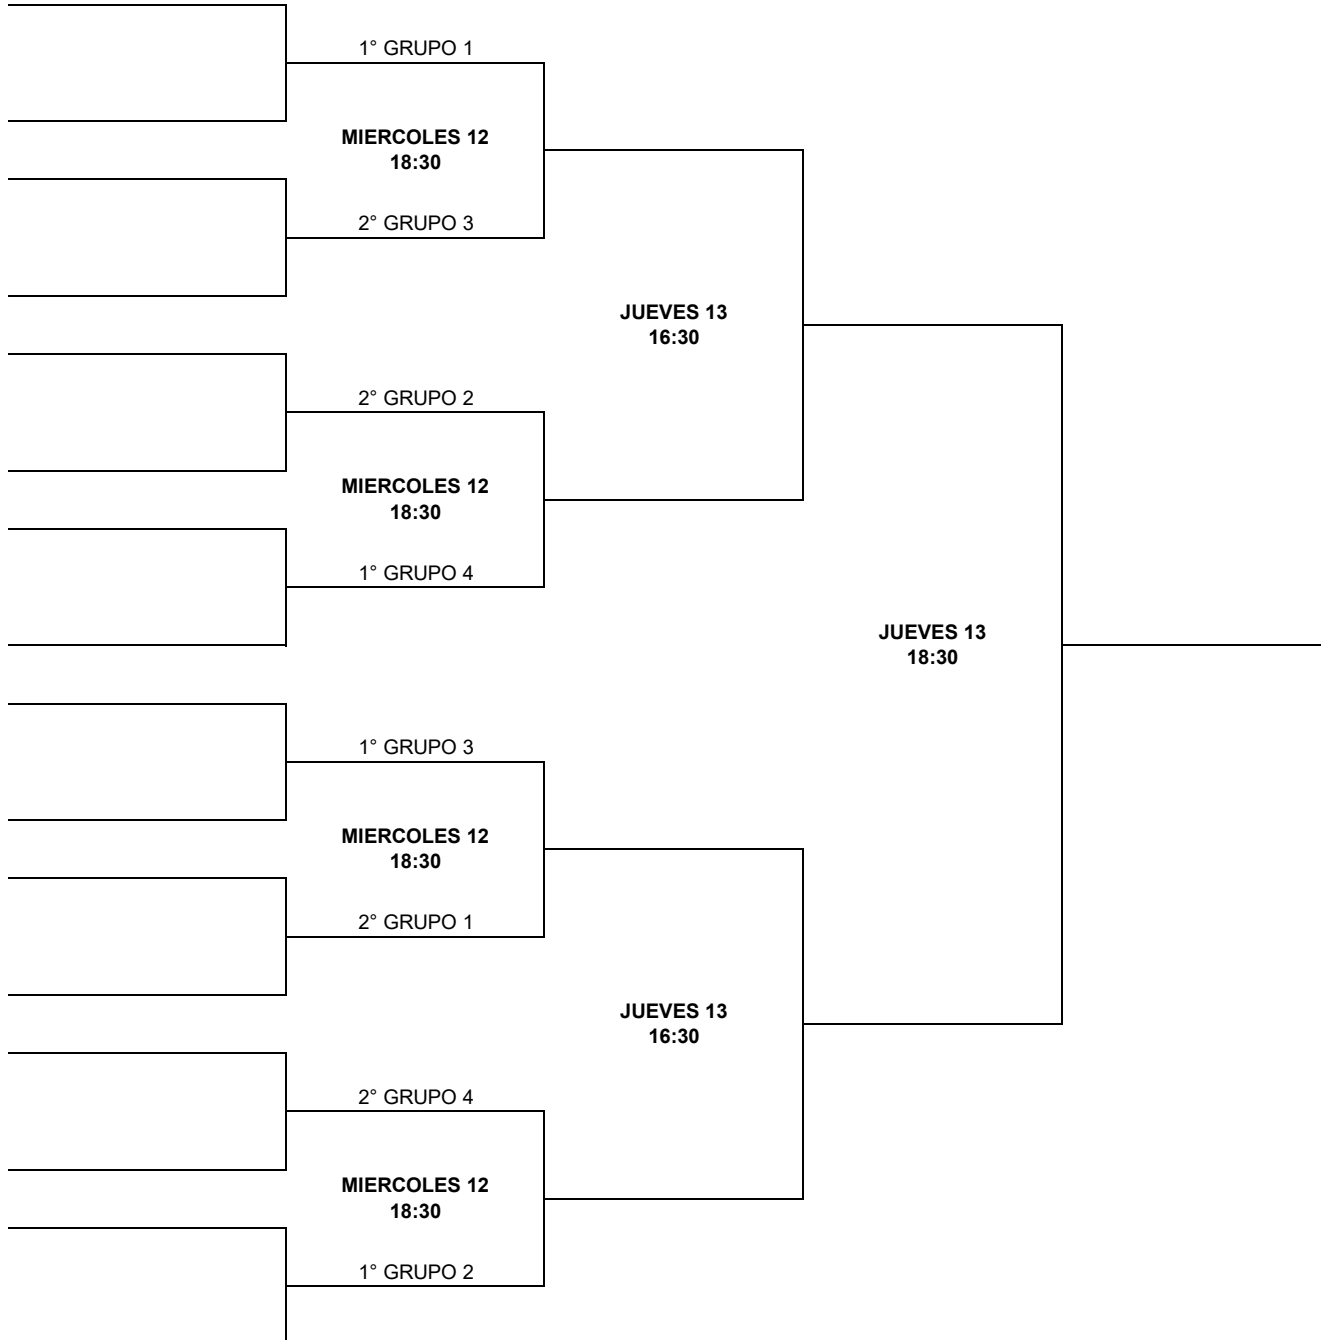 1° GRUPO 1
MIERCOLES 12
18:30
2° GRUPO 3
JUEVES 13
16:30
2° GRUPO 2
MIERCOLES 12
18:30
1° GRUPO 4
JUEVES 13
18:30
1° GRUPO 3
MIERCOLES 12
18:30
2° GRUPO 1
JUEVES 13
16:30
2° GRUPO 4
MIERCOLES 12
18:30
1° GRUPO 2